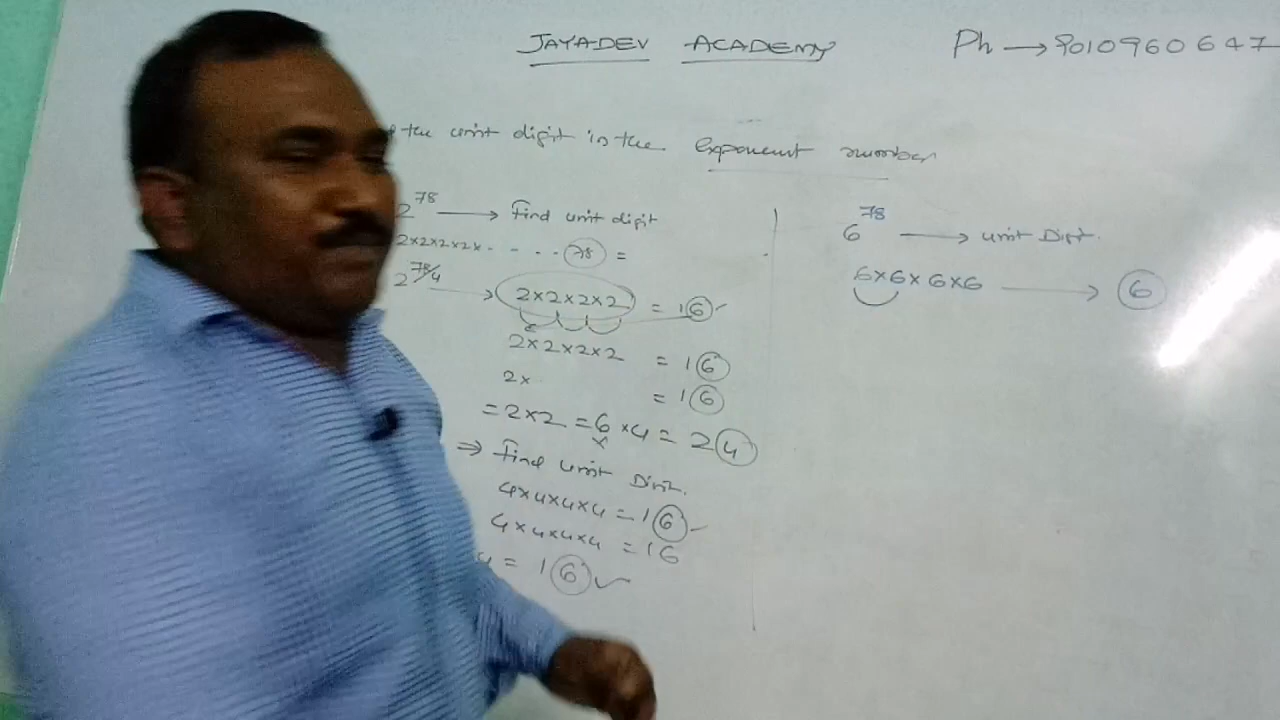 JAYADEV ACADEMY Ph → 9010960647
the unit digit in the Exponent number
2^78 → Find unit digit
2×2×2×2×- - ... 78 =
2^78/4 → 2×2×2×2 = 16
2×2×2×2 = 16
2× = 16
= 2×2 = 6×4 = 24
⇒ Find unit Digit.
4×4×4×4 = 16
4×4×4×4 = 16
4 = 16
6^78 → unit Digit.
6×6×6×6 → 6